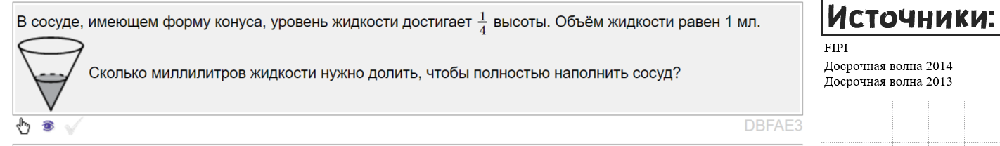 В сосуде, имеющем форму конуса, уровень жидкости достигает 1/4 высоты. Объём жидкости равен 1 мл.
Сколько миллилитров жидкости нужно долить, чтобы полностью наполнить сосуд?
DBFAE3
Источники:
FIPI
Досрочная волна 2014
Досрочная волна 2013